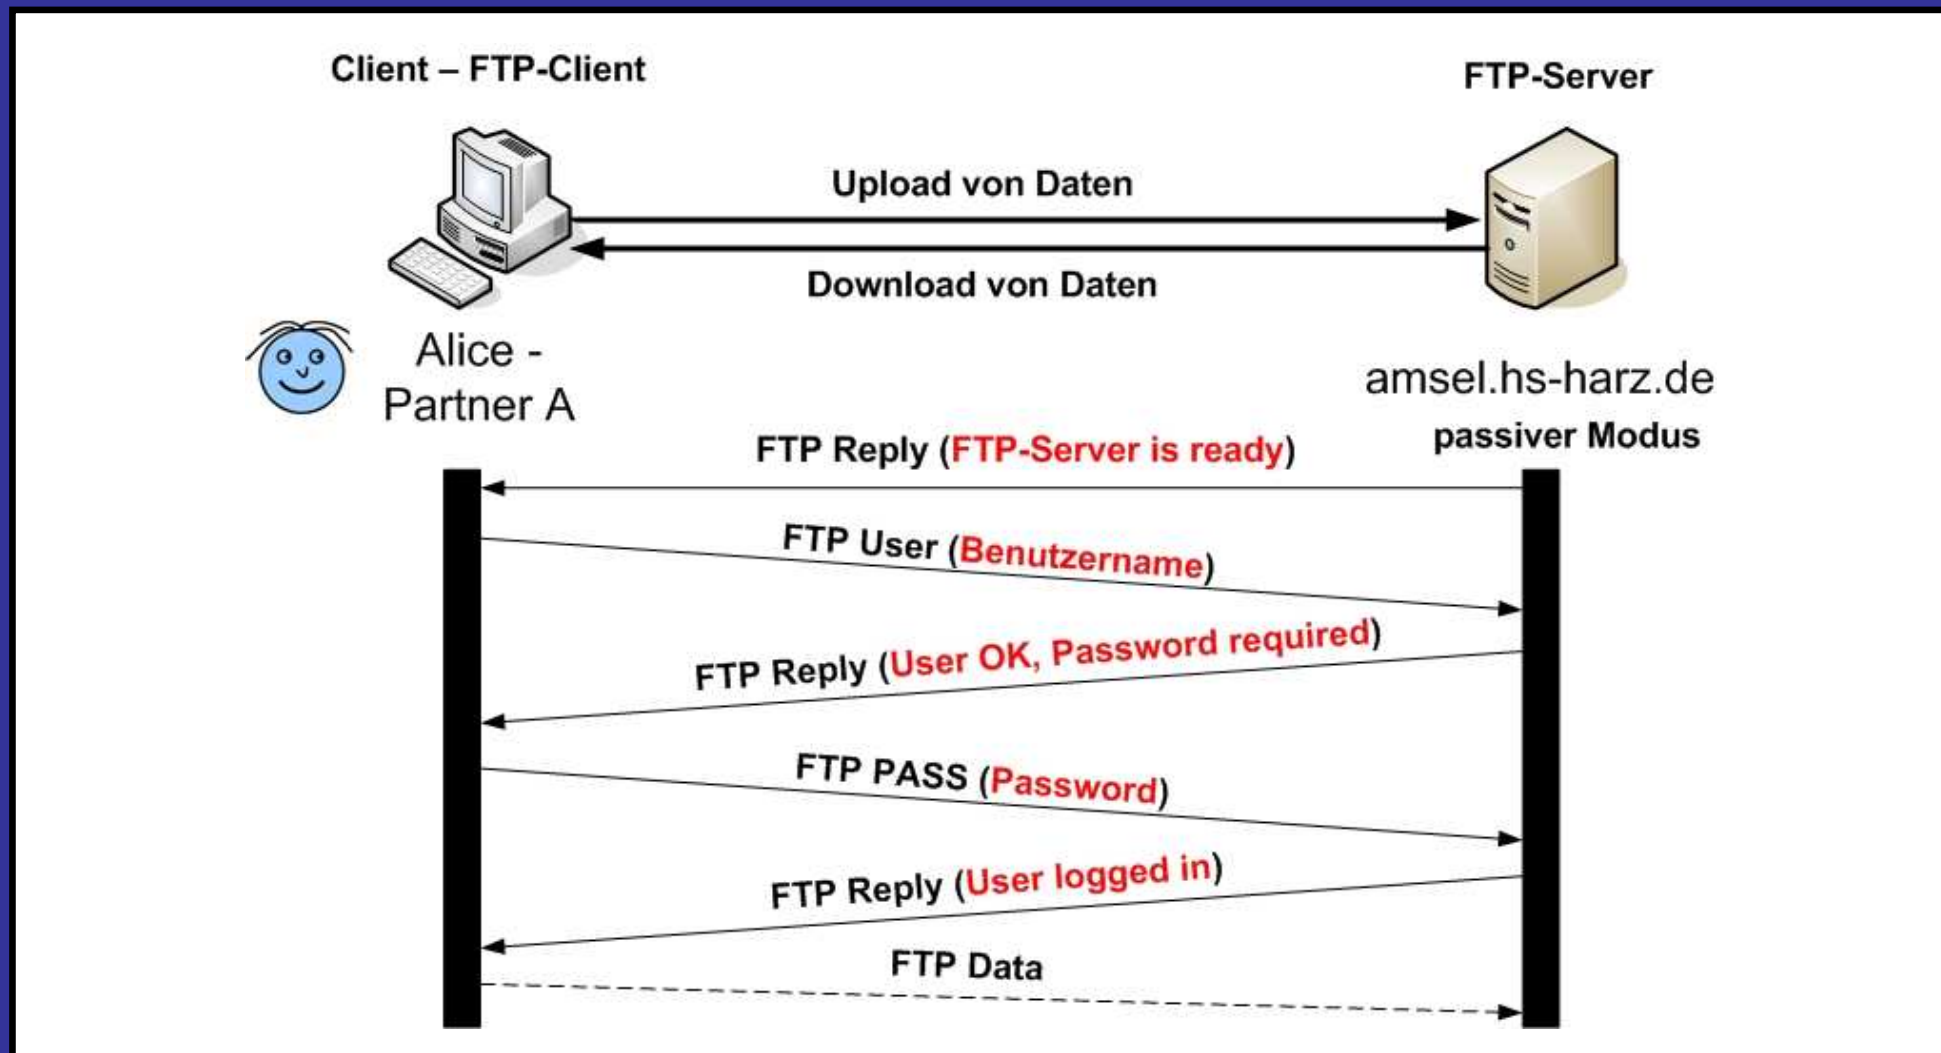 Client – FTP-Client
FTP-Server
Upload von Daten
Download von Daten
Alice -
Partner A
amsel.hs-harz.de
passiver Modus
FTP Reply (FTP-Server is ready)
FTP User (Benutzername)
FTP Reply (User OK, Password required)
FTP PASS (Password)
FTP Reply (User logged in)
FTP Data